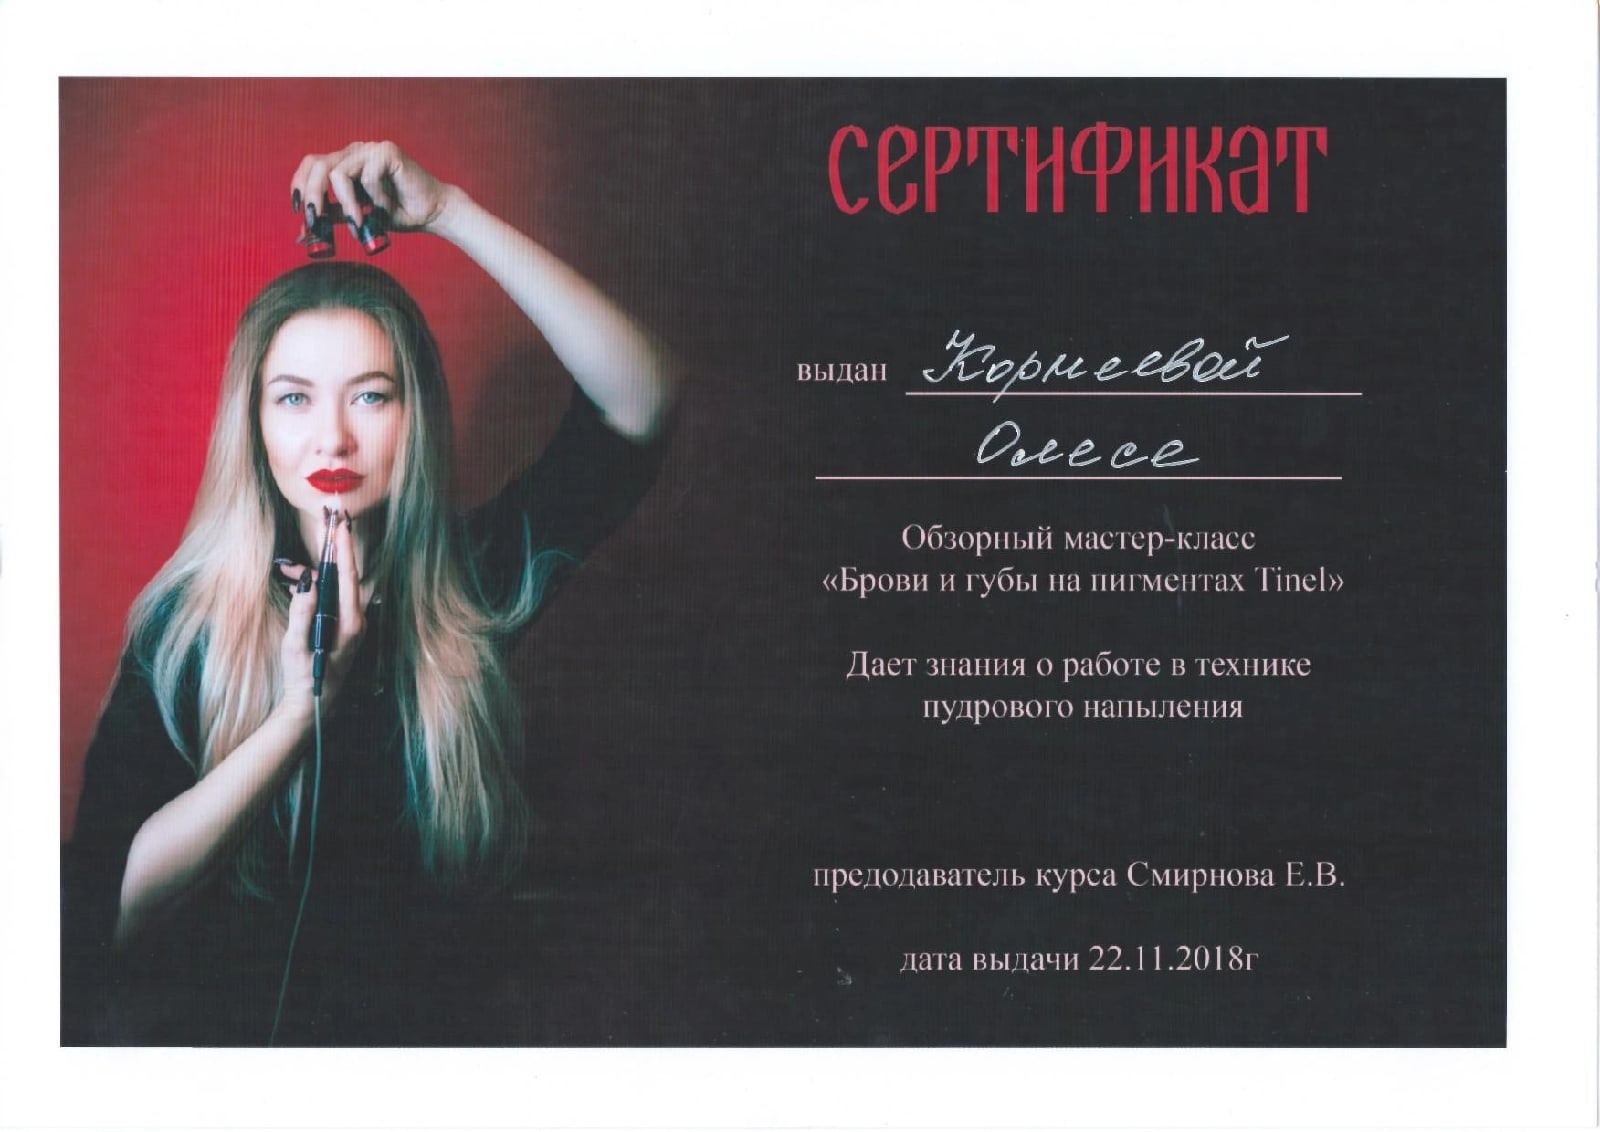 СЕРТИФИКАТ
выдан Корнеевой
Олесе
Обзорный мастер-класс
«Брови и губы на пигментах Tinel»
Дает знания о работе в технике
пудрового напыления
предодаватель курса Смирнова Е.В.
дата выдачи 22.11.2018г